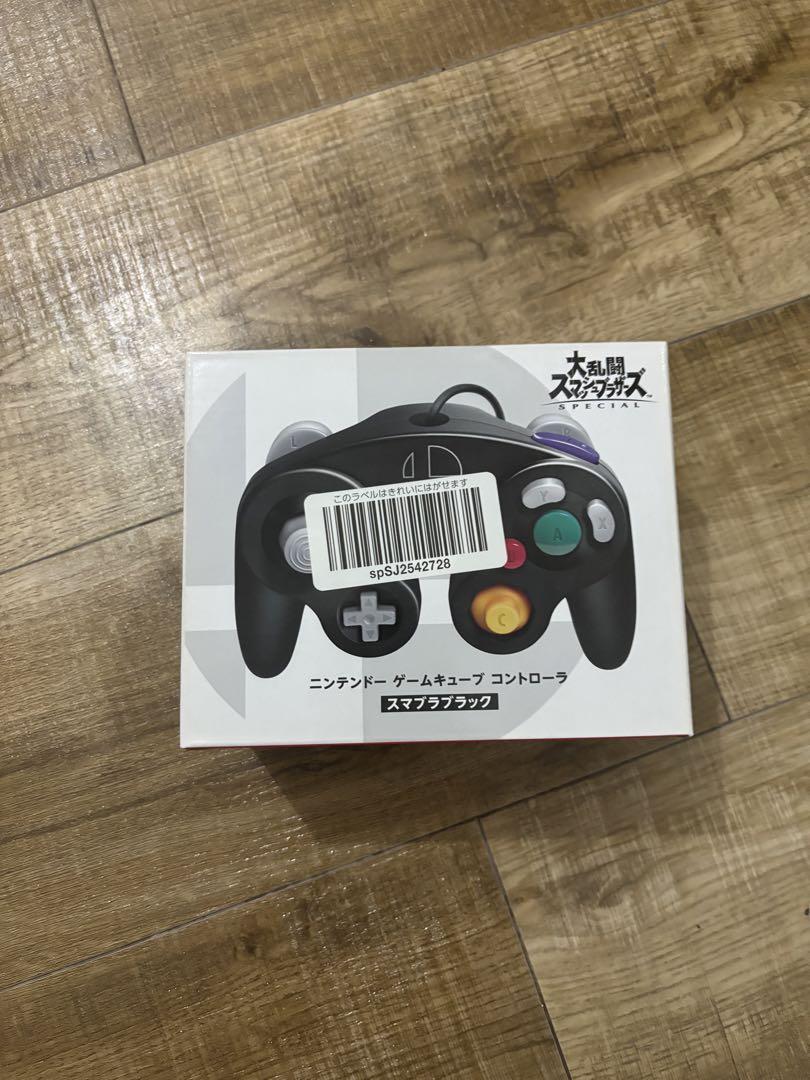 大乱闘
スマッシュブラザーズ™
SPECIAL
L
R
このラベルはきれいにはがせます
spSJ2542728
Y
X
A
C
ニンテンドー ゲームキューブ コントローラ
スマブラブラック